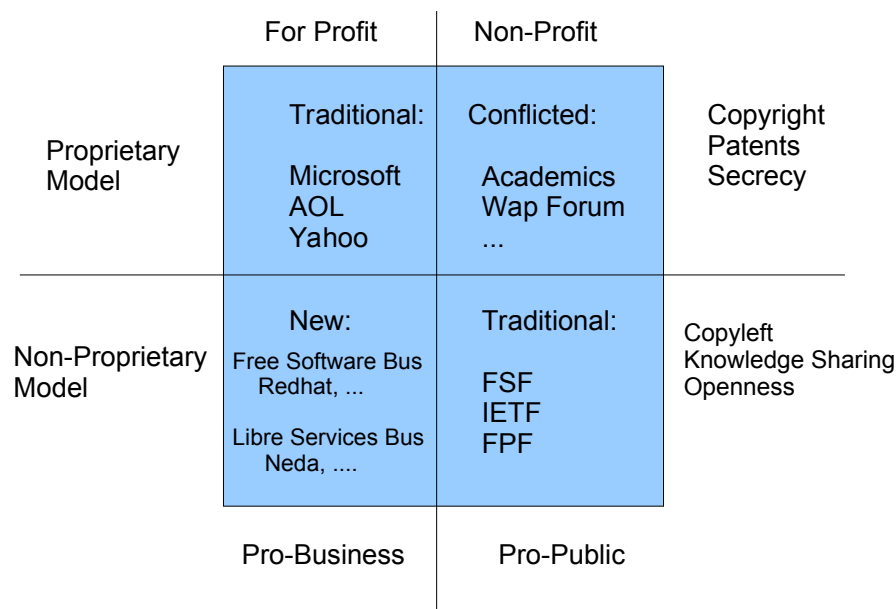 For Profit
Non-Profit
Proprietary
Model
Traditional:
Microsoft
AOL
Yahoo
Conflicted:
Academics
Wap Forum
...
Copyright
Patents
Secrecy
Non-Proprietary
Model
New:
Free Software Bus
Redhat, ...
Libre Services Bus
Neda, ....
Traditional:
FSF
IETF
FPF
Copyleft
Knowledge Sharing
Openness
Pro-Business
Pro-Public